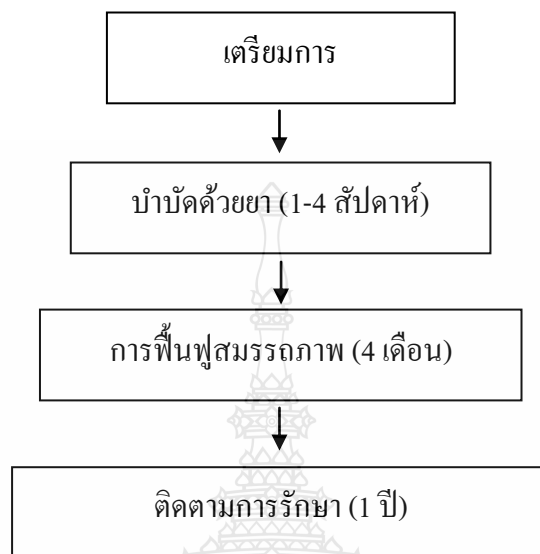 เตรียมการ
บำบัดด้วยยา (1-4 สัปดาห์)
การฟื้นฟูสมรรถภาพ (4 เดือน)
ติดตามการรักษา (1 ปี)